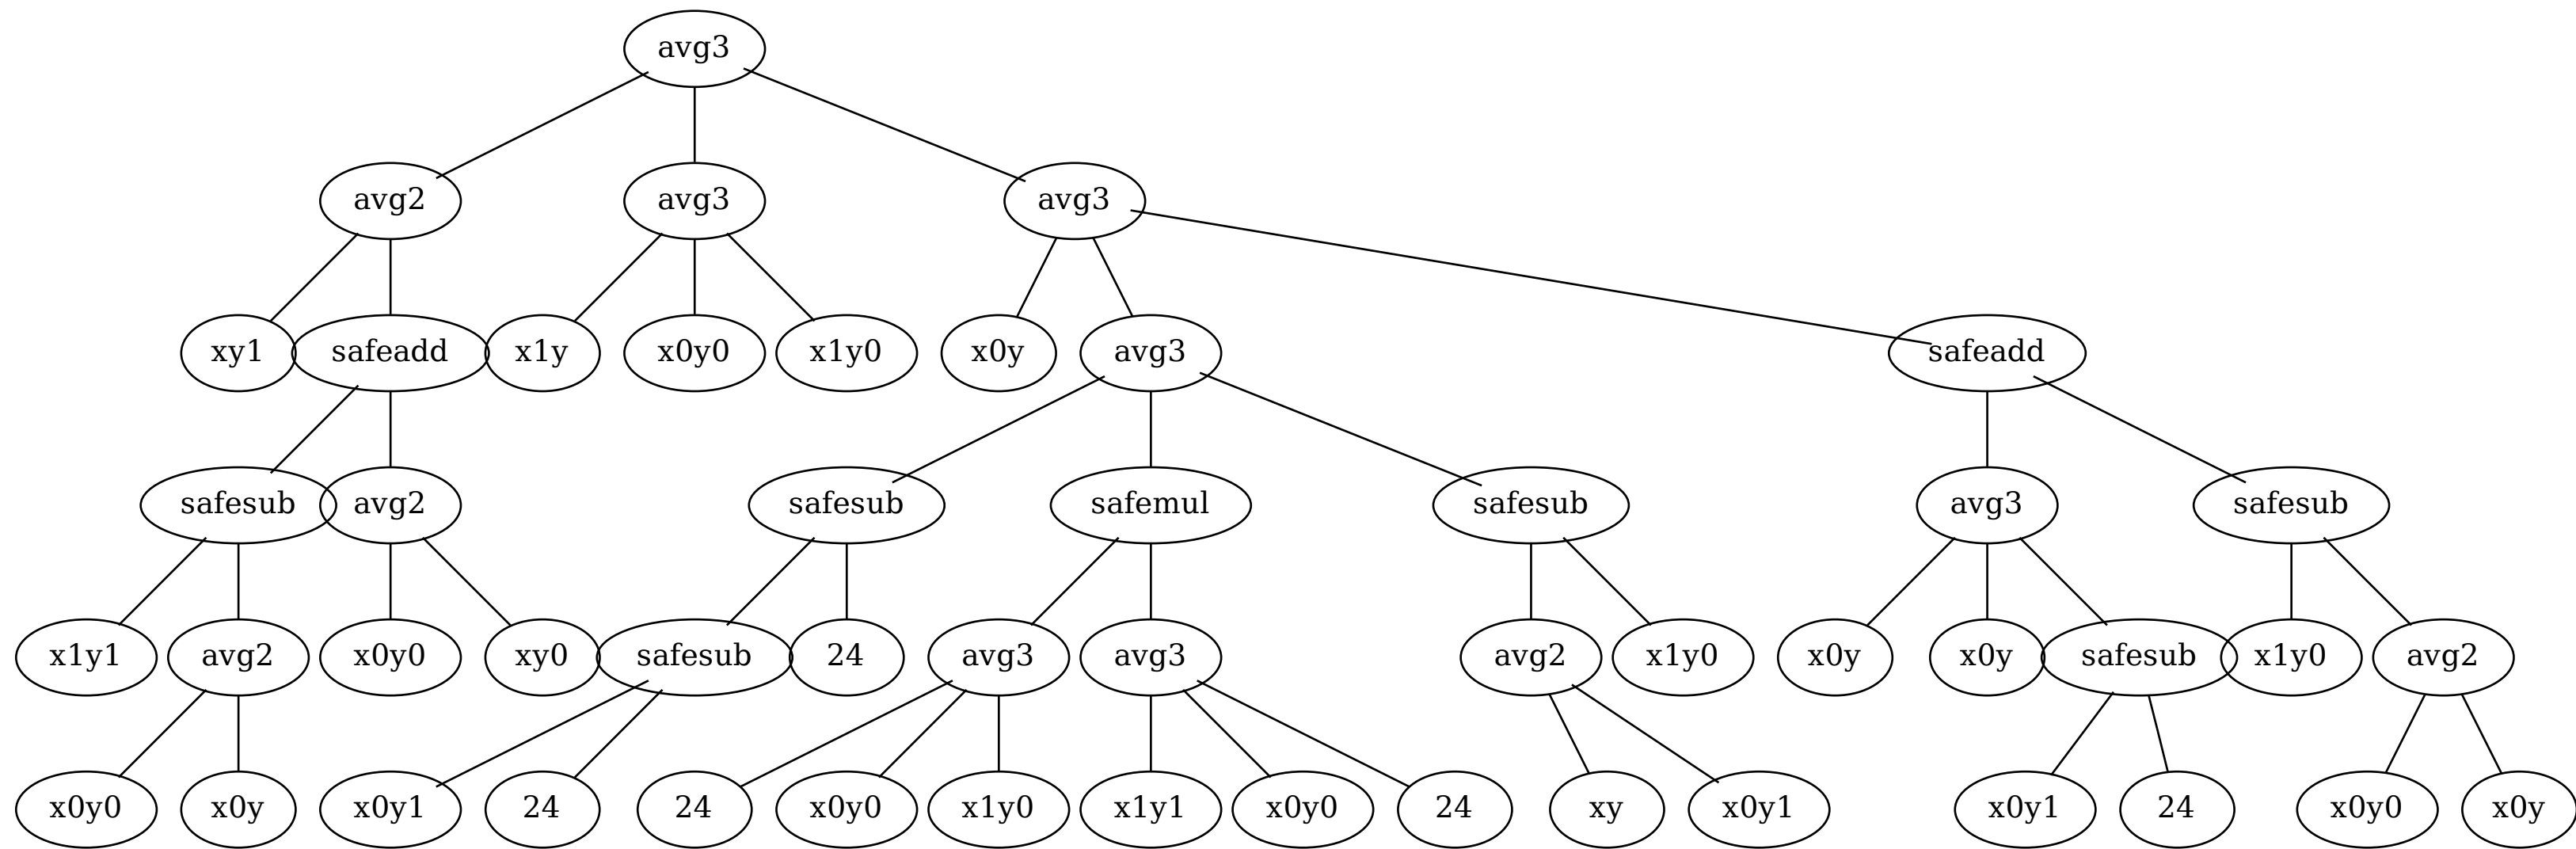 avg3
avg2 avg3 avg3
xy1 safeadd x1y x0y0 x1y0 x0y avg3 safeadd
safesub avg2 safesub safemul safesub avg3 safesub
x1y1 avg2 x0y0 xy0 safesub 24 avg3 avg3 avg2 x1y0 x0y x0y safesub x1y0 avg2
x0y0 x0y x0y1 24 24 x0y0 x1y0 x1y1 x0y0 24 xy x0y1 x0y1 24 x0y0 x0y